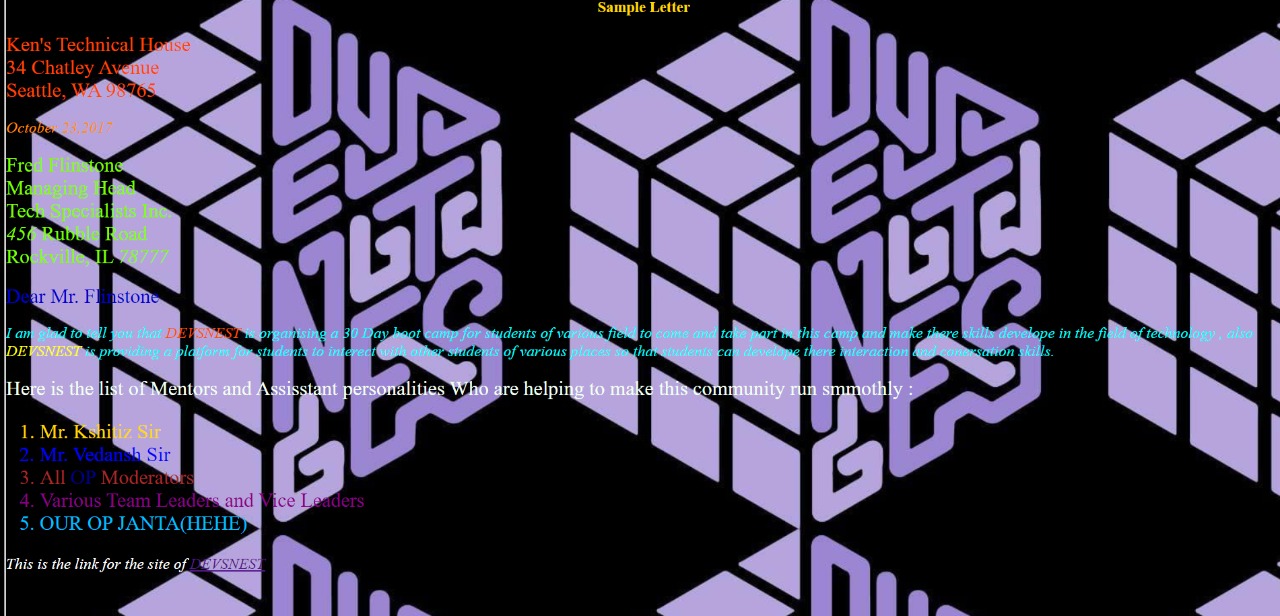 Sample Letter
Ken's Technical House
34 Chatley Avenue
Seattle, WA 98765
October 23,2017
Fred Flinstone
Managing Head
Tech Specialists Inc.
456 Rubble Road
Rockville, IL 78777
Dear Mr. Flinstone
I am glad to tell you that DEVSNEST is organising a 30 Day boot camp for students of various field to come and take part in this camp and make there skills develope in the field of technology , also
DEVSNEST is providing a platform for students to interect with other students of various places so that students can develope there interaction and conersation skills.
Here is the list of Mentors and Assisstant personalities Who are helping to make this community run smmothly :
1. Mr. Kshitiz Sir
2. Mr. Vedansh Sir
3. All OP Moderators
4. Various Team Leaders and Vice Leaders
5. OUR OP JANTA(HEHE)
This is the link for the site of DEVSNEST